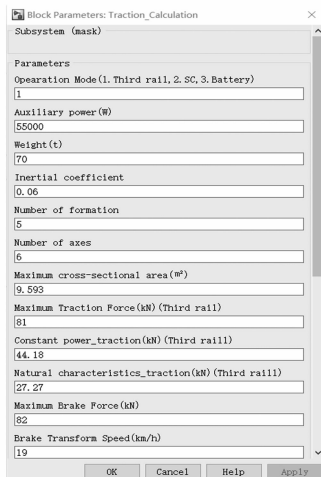 Block Parameters: Traction_Calculation
Subsystem (mask)
Parameters
Opearation Mode(1. Third rail, 2. SC, 3. Battery)
1
Auxiliary power(W)
55000
Weight(t)
70
Inertial coefficient
0.06
Number of formation
5
Number of axes
6
Maximum cross-sectional area(m²)
9.593
Maximum Traction Force(kN)(Third rail)
81
Constant power_traction(kN)(Third raill)
44.18
Natural characteristics_traction(kN)(Third raill)
27.27
Maximum Brake Force(kN)
82
Brake Transform Speed(km/h)
19
OK Cancel Help Apply